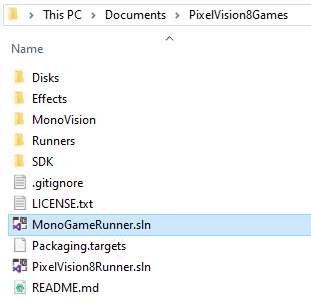 This PC > Documents > PixelVision8Games
Name
Disks
Effects
MonoVision
Runners
SDK
.gitignore
LICENSE.txt
MonoGameRunner.sln
Packaging.targets
PixelVision8Runner.sln
README.md